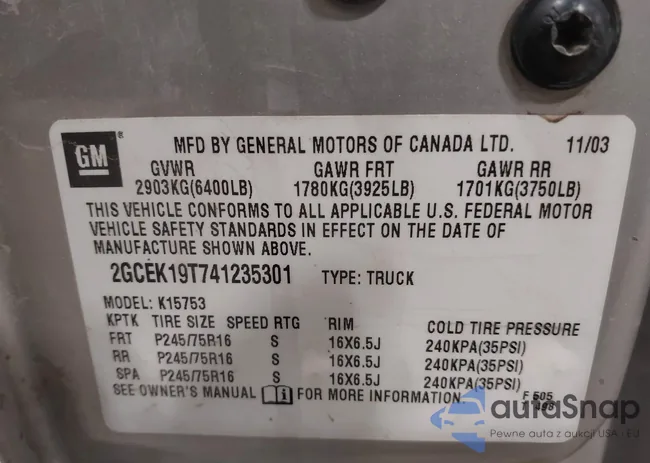 GM
®
MFD BY GENERAL MOTORS OF CANADA LTD. 11/03
GVWR GAWR FRT GAWR RR
2903KG(6400LB) 1780KG(3925LB) 1701KG(3750LB)
THIS VEHICLE CONFORMS TO ALL APPLICABLE U.S. FEDERAL MOTOR
VEHICLE SAFETY STANDARDS IN EFFECT ON THE DATE OF
MANUFACTURE SHOWN ABOVE.
2GCEK19T741235301 TYPE: TRUCK
MODEL: K15753
KPTK TIRE SIZE SPEED RTG RIM COLD TIRE PRESSURE
FRT P245/75R16 S 16X6.5J 240KPA(35PSI)
RR P245/75R16 S 16X6.5J 240KPA(35PSI)
SPA P245/75R16 S 16X6.5J 240KPA(35PSI)
SEE OWNER'S MANUAL i FOR MORE INFORMATION
F 505
autoSnap
Pewne auta z aukcji USA - EU